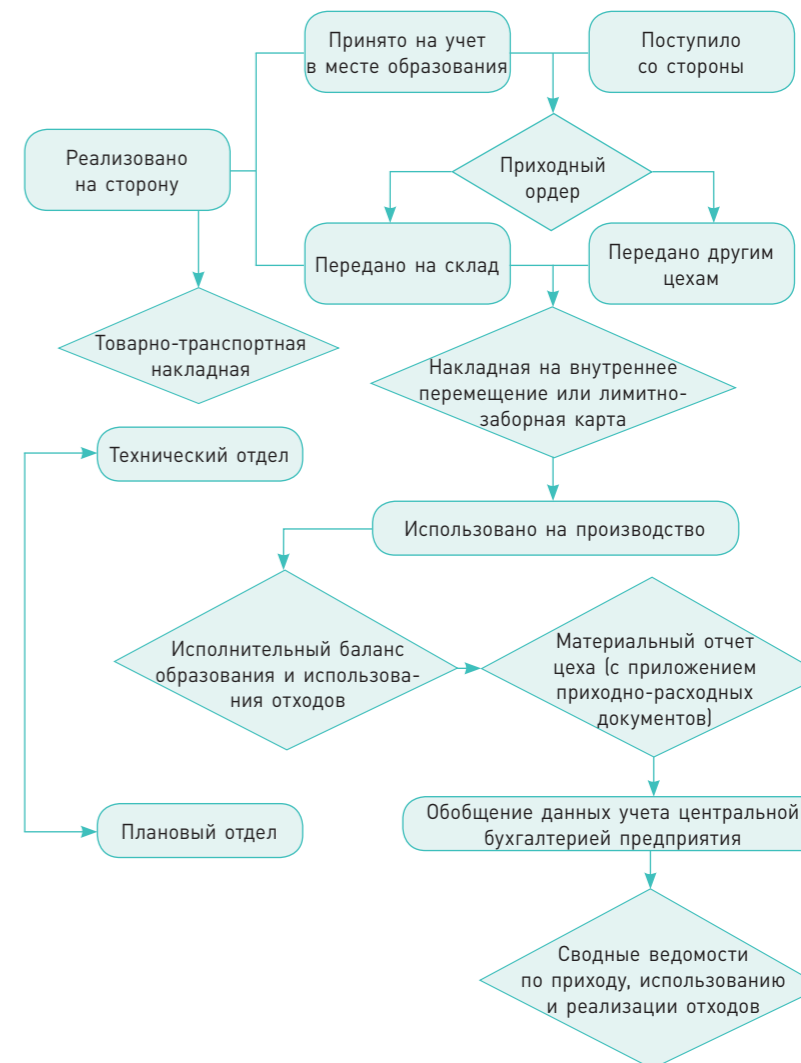 Принято на учет
в месте образования
Поступило
со стороны
Реализовано
на сторону
Приходный
ордер
Передано на склад
Передано другим
цехам
Товарно-транспортная
накладная
Накладная на внутреннее
перемещение или лимитно-
заборная карта
Технический отдел
Использовано на производство
Исполнительный баланс
образования и использова-
ния отходов
Материальный отчет
цеха (с приложением
приходно-расходных
документов)
Плановый отдел
Обобщение данных учета центральной
бухгалтерией предприятия
Сводные ведомости
по приходу, использованию
и реализации отходов